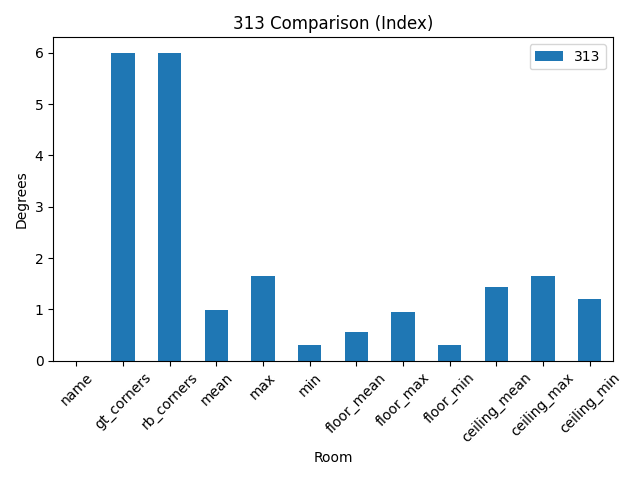 313 Comparison (Index)
313
Degrees
6
5
4
3
2
1
0
name
gt_corners
rb_corners
mean
max
min
floor_mean
floor_max
floor_min
ceiling_mean
ceiling_max
ceiling_min
Room